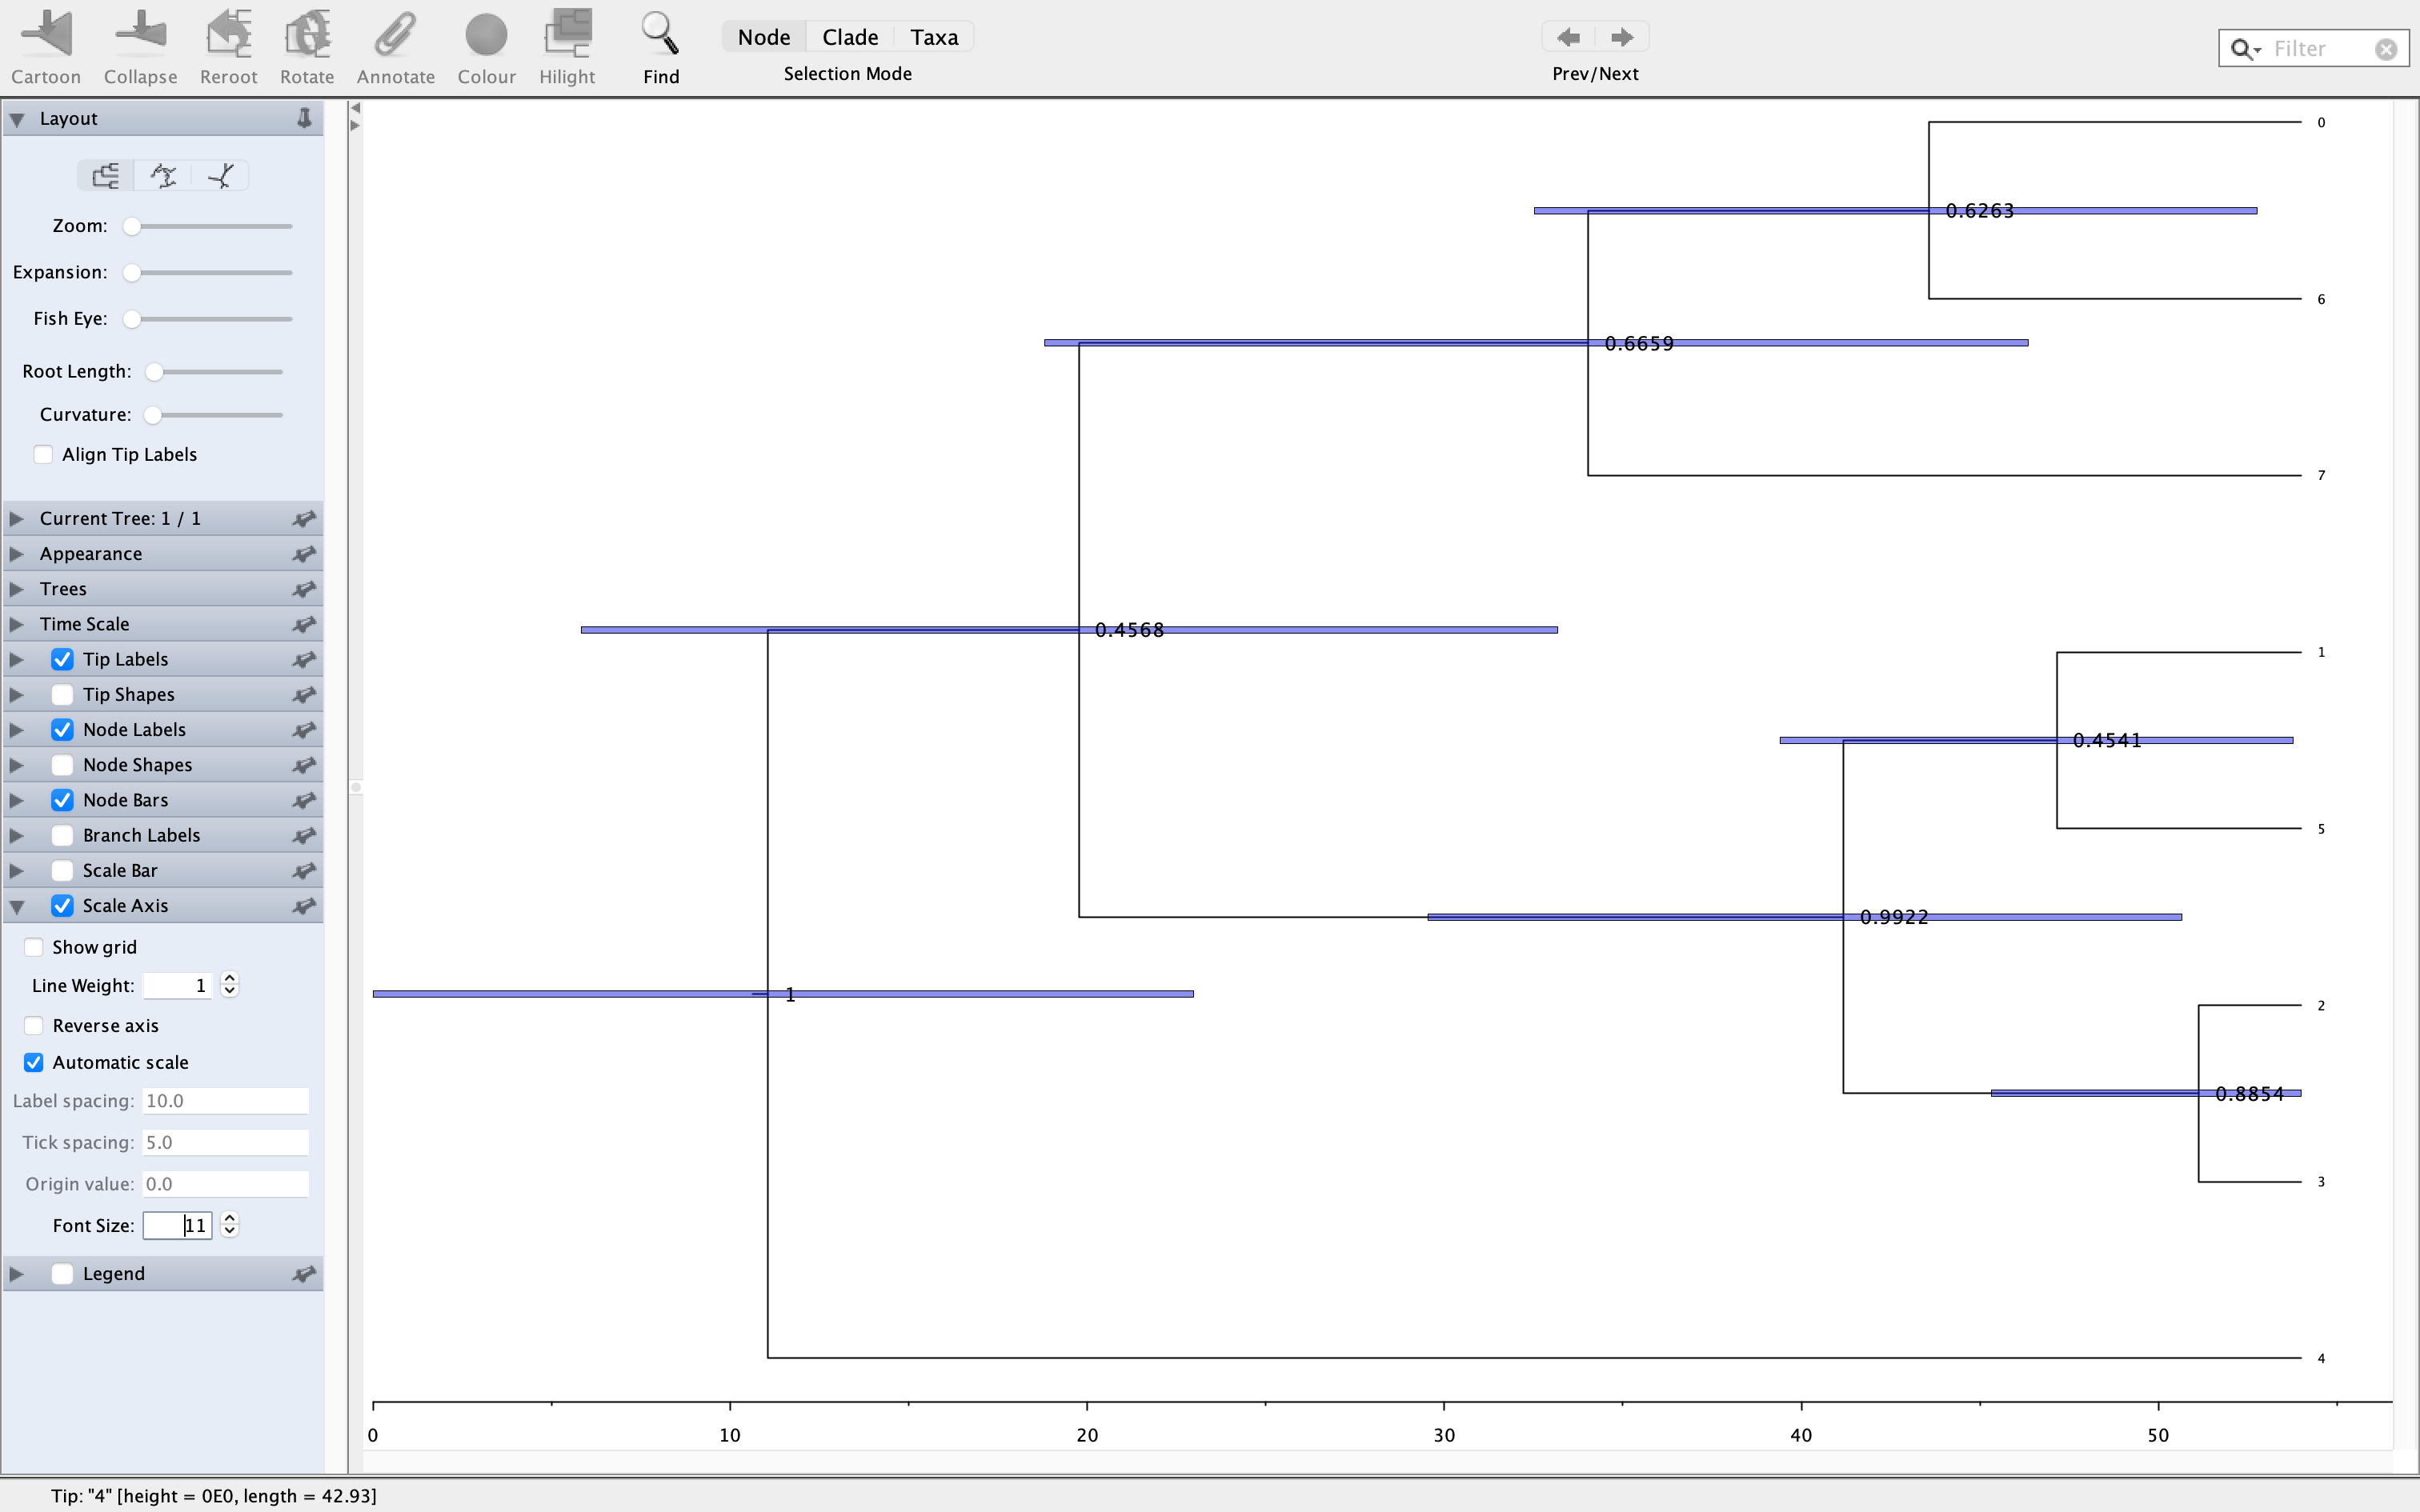 Cartoon Collapse Reroot Rotate Annotate Colour Hilight Find
Node Clade Taxa
Selection Mode
Prev/Next
Filter
Layout
Zoom:
Expansion:
Fish Eye:
Root Length:
Curvature:
Align Tip Labels
Current Tree: 1 / 1
Appearance
Trees
Time Scale
Tip Labels
Tip Shapes
Node Labels
Node Shapes
Node Bars
Branch Labels
Scale Bar
Scale Axis
Show grid
Line Weight: 1
Reverse axis
Automatic scale
Label spacing: 10.0
Tick spacing: 5.0
Origin value: 0.0
Font Size: 11
Legend
0
0.6263
6
0.6659
7
0.4568
1
0.4541
5
0.9922
1
2
0.8854
3
4
0 10 20 30 40 50
Tip: "4" [height = 0E0, length = 42.93]